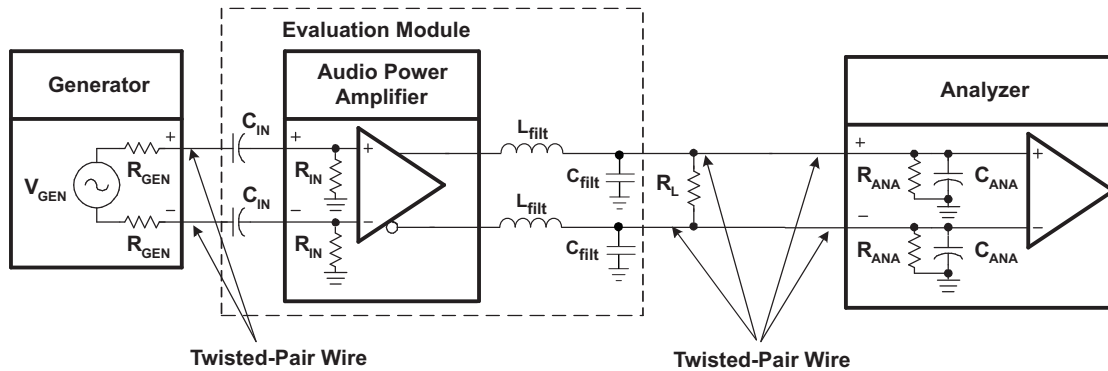 Evaluation Module
Generator
Audio Power
Amplifier
Analyzer
C_IN
L_filt
+
+
+
+
+
R_GEN
R_IN
C_filt
R_L
R_ANA
C_ANA
V_GEN
C_IN
L_filt
−
−
−
−
−
R_GEN
R_IN
C_filt
R_ANA
C_ANA
Twisted-Pair Wire
Twisted-Pair Wire